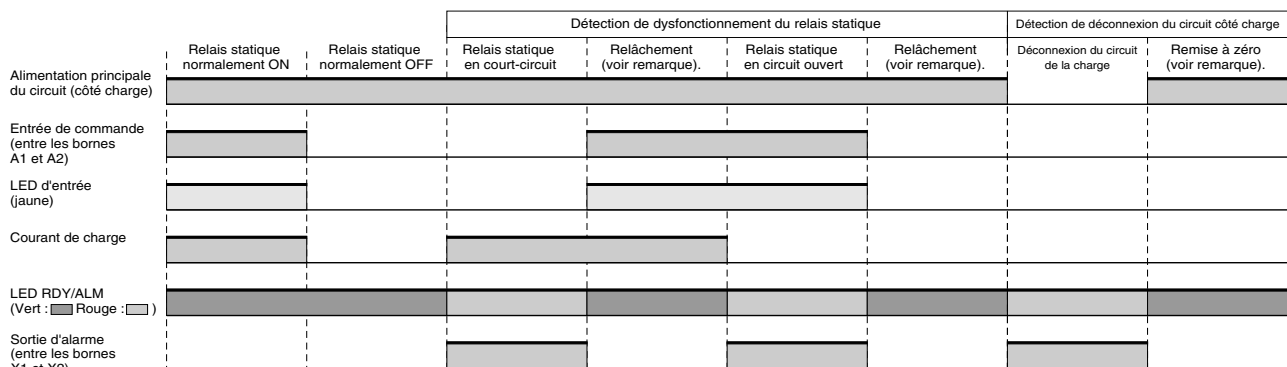 Détection de dysfonctionnement du relais statique
Détection de déconnexion du circuit côté charge
Relais statique
normalement ON
Relais statique
normalement OFF
Relais statique
en court-circuit
Relâchement
(voir remarque).
Relais statique
en circuit ouvert
Relâchement
(voir remarque).
Déconnexion du circuit
de la charge
Remise à zéro
(voir remarque).
Alimentation principale
du circuit (côté charge)
Entrée de commande
(entre les bornes
A1 et A2)
LED d'entrée
(jaune)
Courant de charge
LED RDY/ALM
(Vert : Rouge : )
Sortie d'alarme
(entre les bornes
X1 et X2)